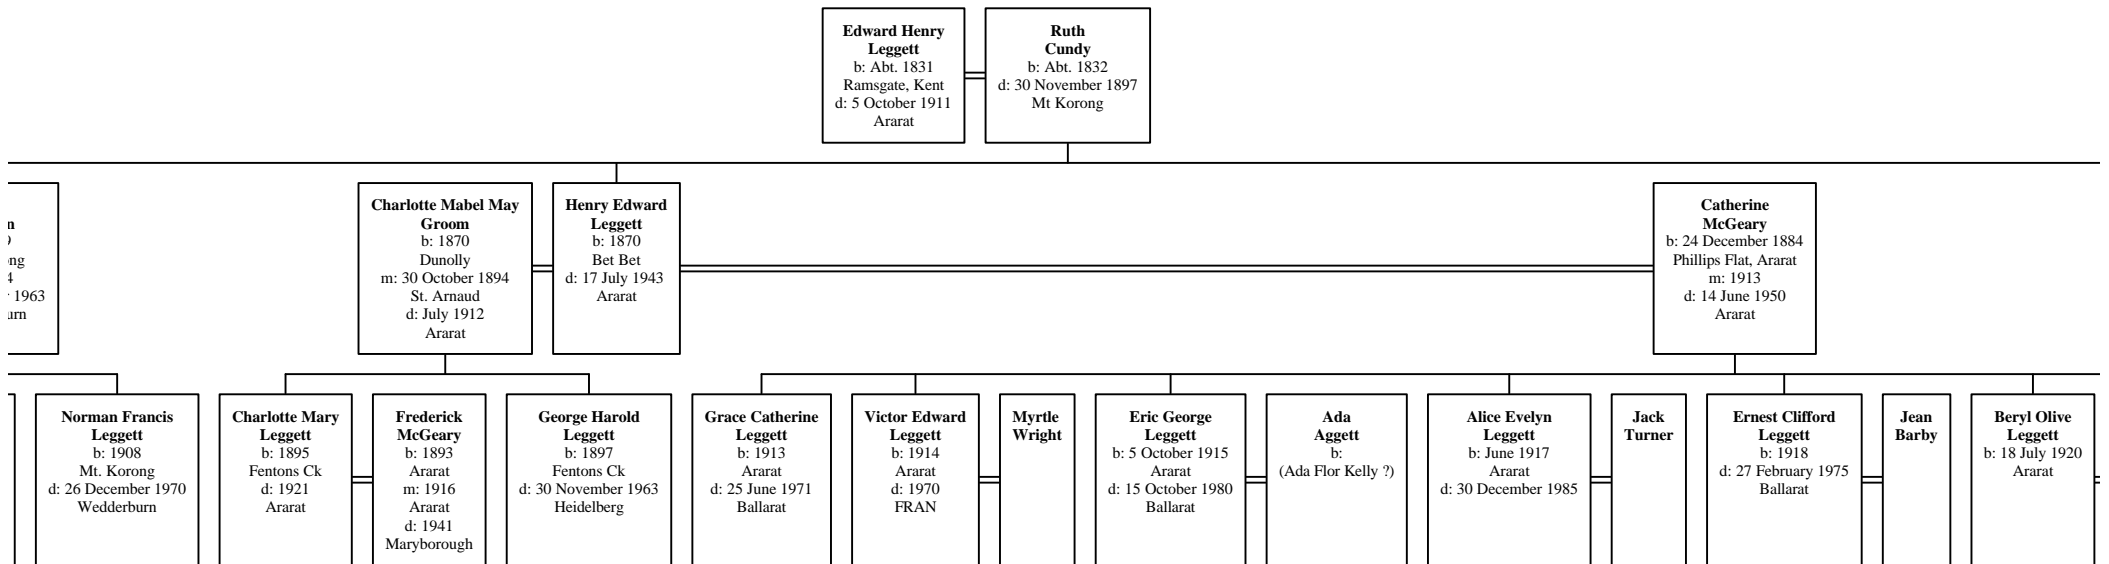 Edward Henry
Leggett
b: Abt. 1831
Ramsgate, Kent
d: 5 October 1911
Ararat
Ruth
Cundy
b: Abt. 1832
d: 30 November 1897
Mt Korong
1963
Charlotte Mabel May
Groom
b: 1870
Dunolly
m: 30 October 1894
St. Arnaud
d: July 1912
Ararat
Henry Edward
Leggett
b: 1870
Bet Bet
d: 17 July 1943
Ararat
Catherine
McGeary
b: 24 December 1884
Phillips Flat, Ararat
m: 1913
d: 14 June 1950
Ararat
Norman Francis
Leggett
b: 1908
Mt. Korong
d: 26 December 1970
Wedderburn
Charlotte Mary
Leggett
b: 1895
Fentons Ck
d: 1921
Ararat
Frederick
McGeary
b: 1893
Ararat
m: 1916
Ararat
d: 1941
Maryborough
George Harold
Leggett
b: 1897
Fentons Ck
d: 30 November 1963
Heidelberg
Grace Catherine
Leggett
b: 1913
Ararat
d: 25 June 1971
Ballarat
Victor Edward
Leggett
b: 1914
Ararat
d: 1970
FRAN
Myrtle
Wright
Eric George
Leggett
b: 5 October 1915
Ararat
d: 15 October 1980
Ballarat
Ada
Aggett
b:
(Ada Flor Kelly ?)
Alice Evelyn
Leggett
b: June 1917
Ararat
d: 30 December 1985
Jack
Turner
Ernest Clifford
Leggett
b: 1918
d: 27 February 1975
Ballarat
Jean
Barby
Beryl Olive
Leggett
b: 18 July 1920
Ararat